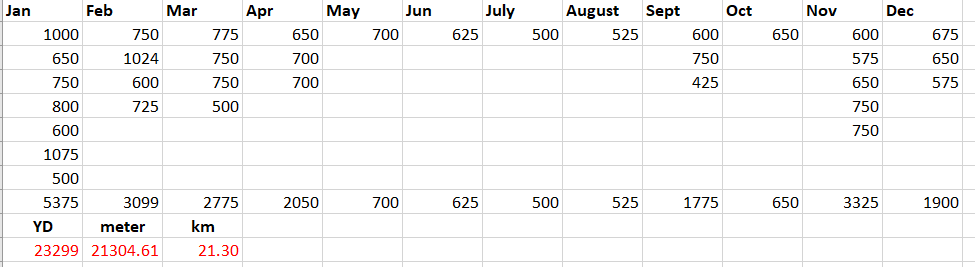 Jan Feb Mar Apr May Jun July August Sept Oct Nov Dec
1000 750 775 650 700 625 500 525 600 650 600 675
650 1024 750 700 750 575 650
750 600 750 700 425 650 575
800 725 500 750
600 750
1075
500
5375 3099 2775 2050 700 625 500 525 1775 650 3325 1900
YD meter km
23299 21304.61 21.30